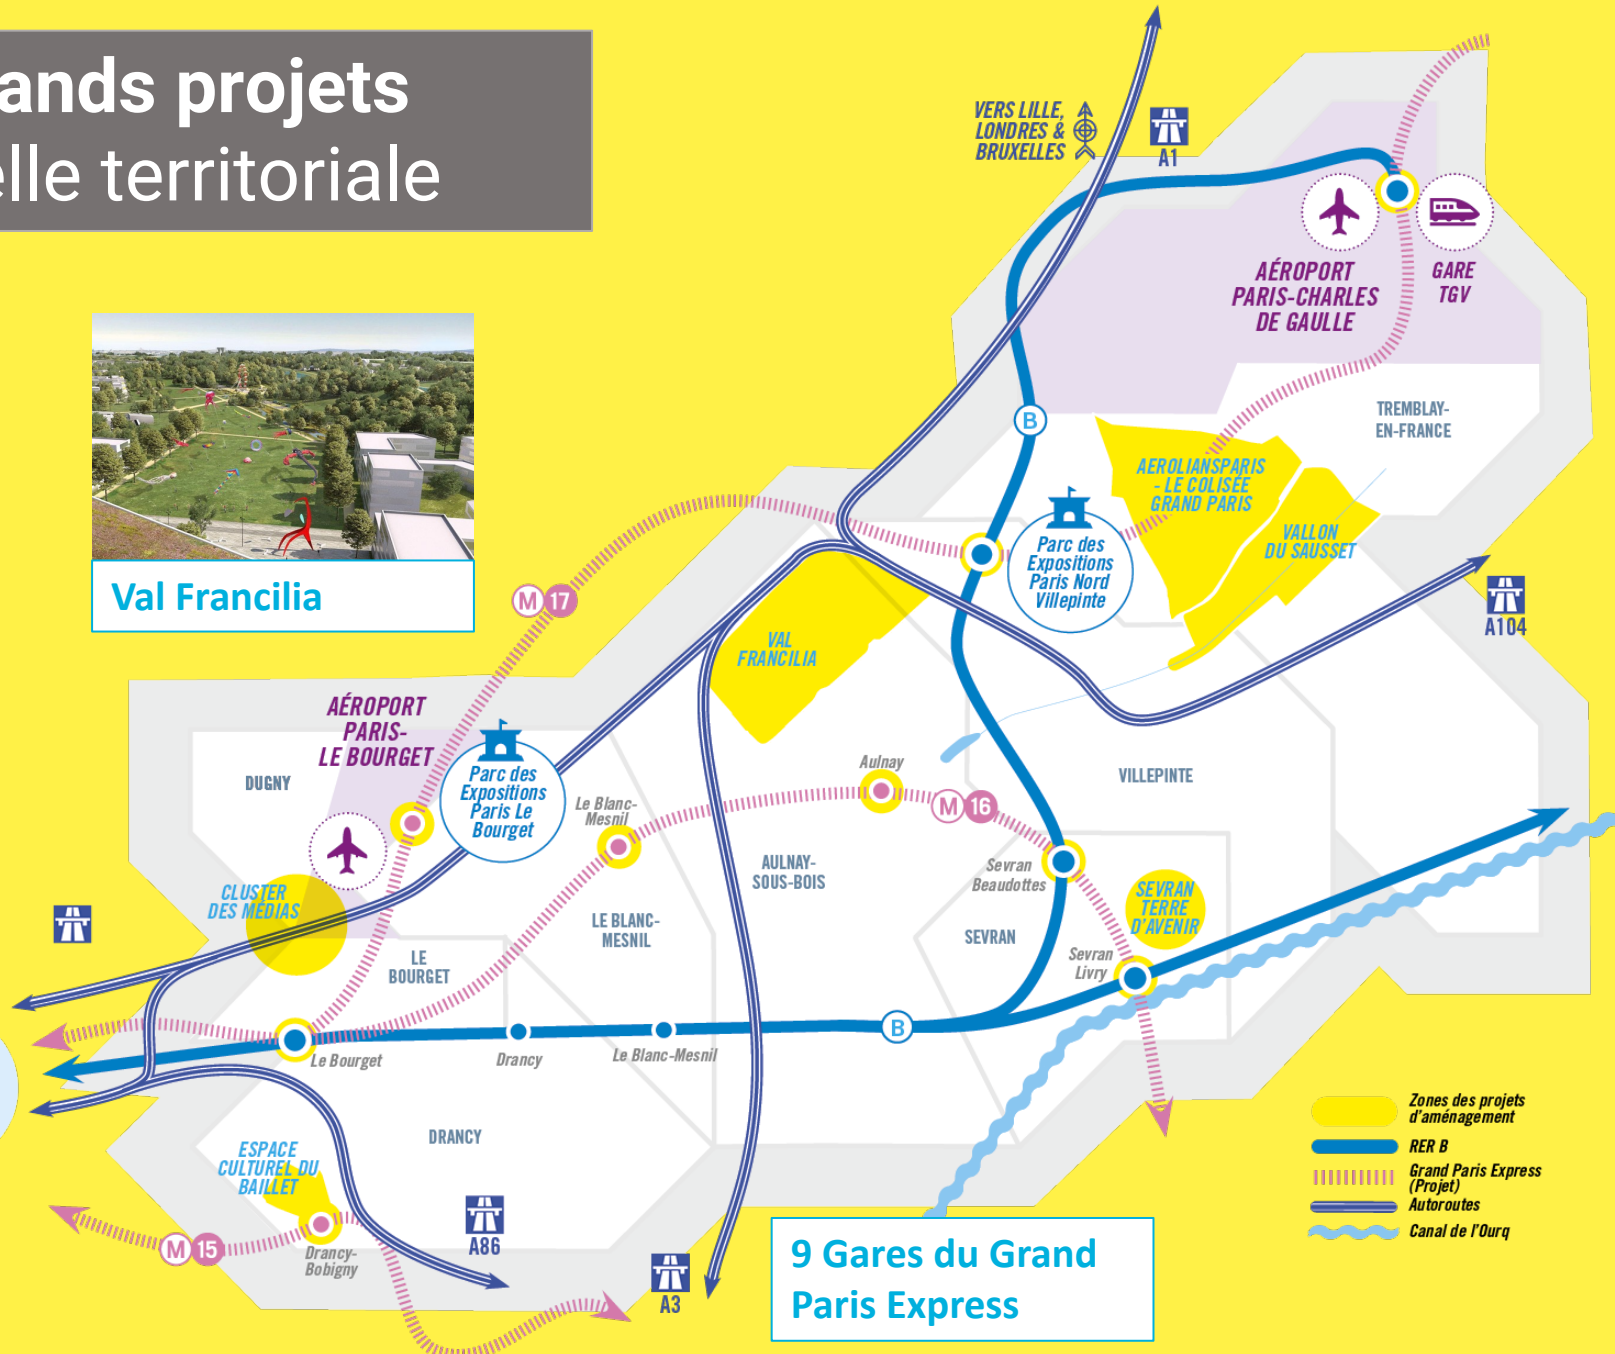 ands projets
elle territoriale
VERS LILLE,
LONDRES &
BRUXELLES
A1
AÉROPORT
PARIS-CHARLES
DE GAULLE
GARE
TGV
TREMBLAY-
EN-FRANCE
B
AEROLIANSPARIS
- LE COLISÉE
GRAND PARIS
VALLON
DU SAUSSET
Parc des
Expositions
Paris Nord
Villepinte
A104
Val Francilia
M 17
VAL
FRANCILIA
AÉROPORT
PARIS-
LE BOURGET
DUGNY
Parc des
Expositions
Paris Le
Bourget
Le Blanc-
Mesnil
Aulnay
M 16
VILLEPINTE
AULNAY-
SOUS-BOIS
Sevran
Beaudottes
SEVRAN
TERRE
D'AVENIR
CLUSTER
DES MÉDIAS
LE BLANC-
MESNIL
SEVRAN
LE
BOURGET
Sevran
Livry
B
Le Bourget
Drancy
Le Blanc-Mesnil
DRANCY
ESPACE
CULTUREL DU
BAILLET
M 15
Drancy-
Bobigny
A86
A3
9 Gares du Grand
Paris Express
Zones des projets
d'aménagement
RER B
Grand Paris Express
(Projet)
Autoroutes
Canal de l'Ourq